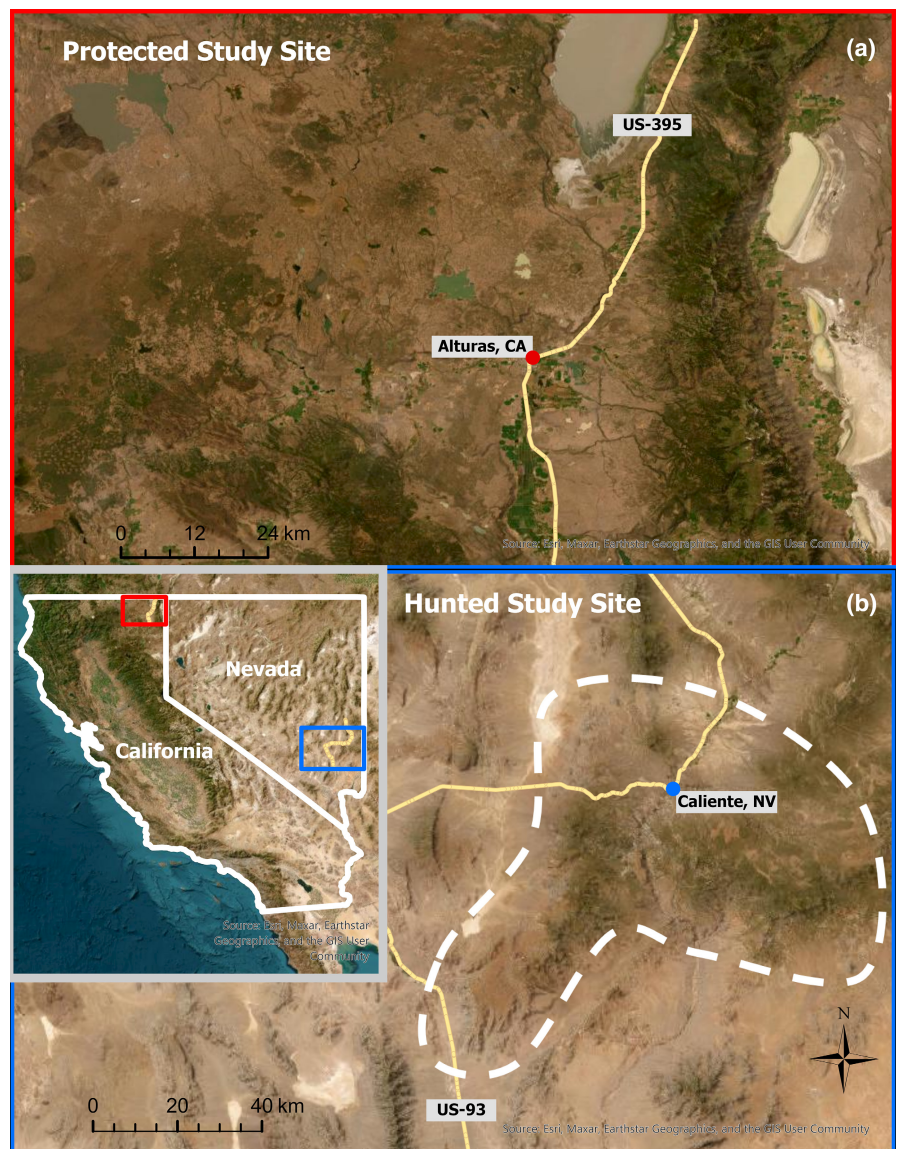 Protected Study Site
(a)
US-395
Alturas, CA
0 12 24 km
Source: Esri, Maxar, Earthstar Geographics, and the GIS User Community
Hunted Study Site
(b)
Nevada
California
Source: Esri, Maxar, Earthstar
Geographics, and the GIS User
Community
Caliente, NV
N
0 20 40 km
US-93
Source: Esri, Maxar, Earthstar Geographics, and the GIS User Community